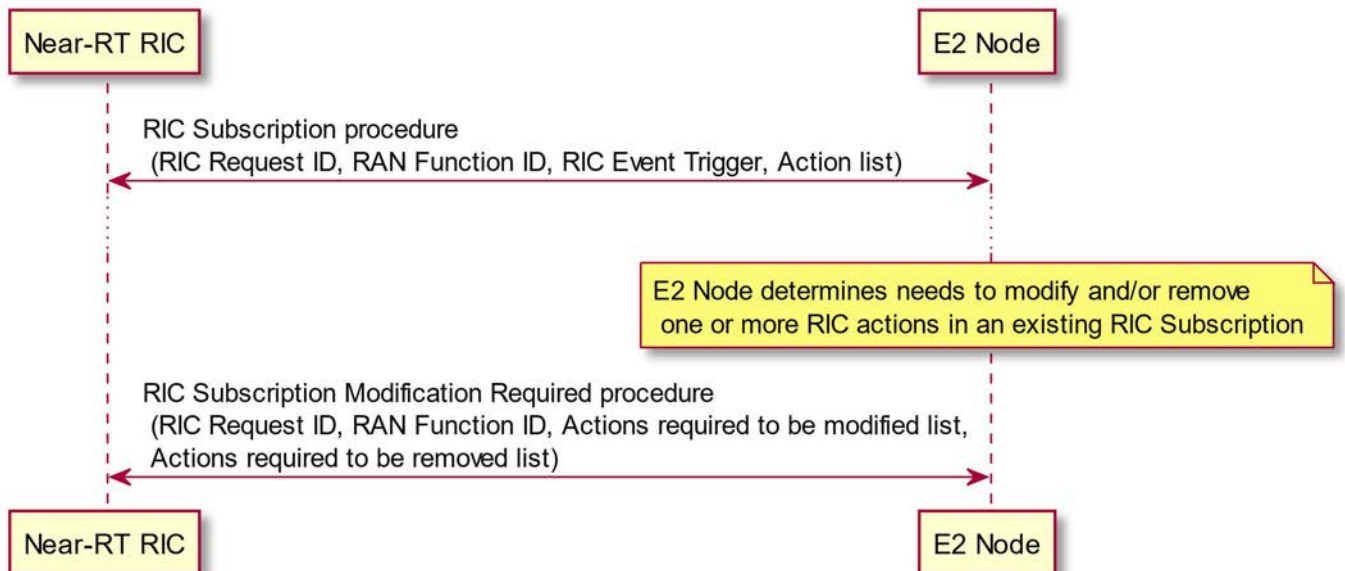 Near-RT RIC
E2 Node
RIC Subscription procedure
(RIC Request ID, RAN Function ID, RIC Event Trigger, Action list)
E2 Node determines needs to modify and/or remove
one or more RIC actions in an existing RIC Subscription
RIC Subscription Modification Required procedure
(RIC Request ID, RAN Function ID, Actions required to be modified list,
Actions required to be removed list)
Near-RT RIC
E2 Node